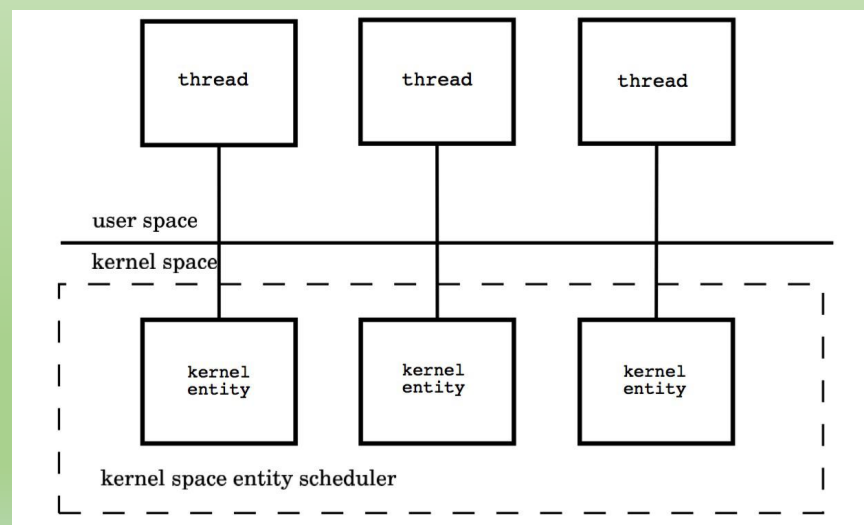 thread
thread
thread
user space
kernel space
kernel
entity
kernel
entity
kernel
entity
kernel space entity scheduler